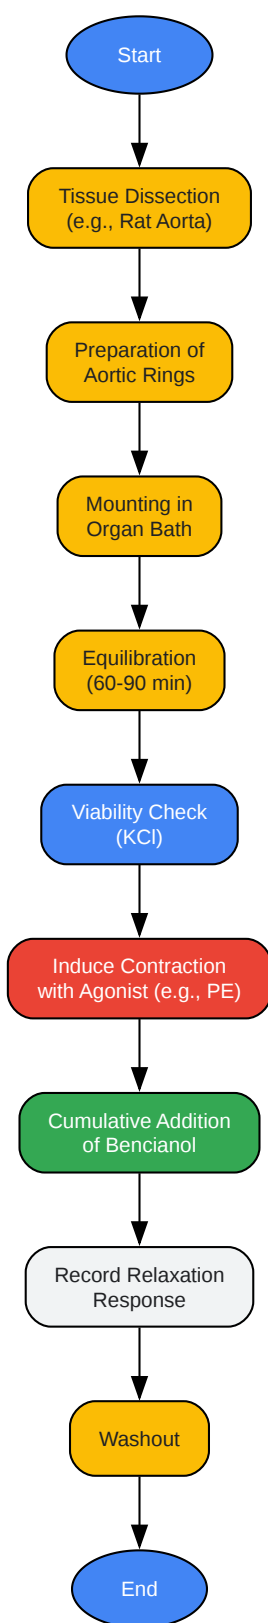 Start
Tissue Dissection
(e.g., Rat Aorta)
Preparation of
Aortic Rings
Mounting in
Organ Bath
Equilibration
(60-90 min)
Viability Check
(KCl)
Induce Contraction
with Agonist (e.g., PE)
Cumulative Addition
of Bencianol
Record Relaxation
Response
Washout
End